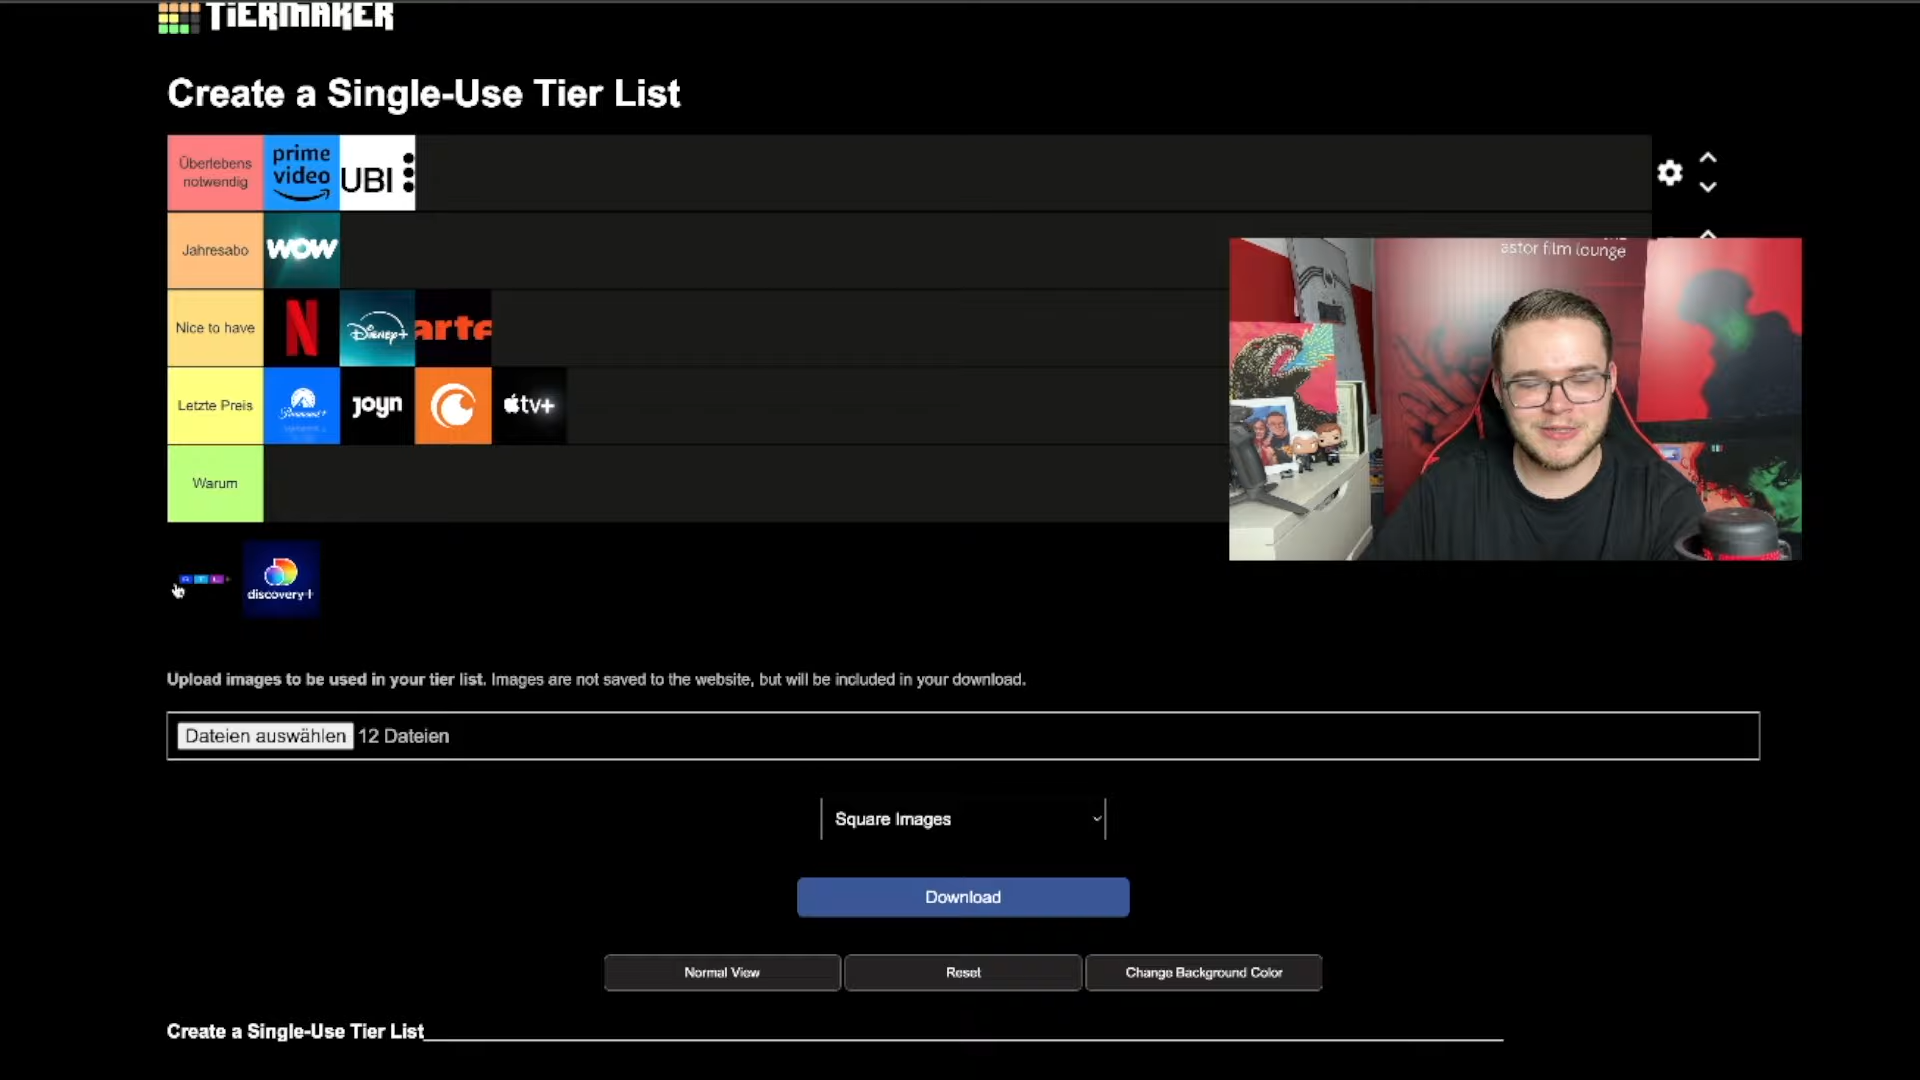 TiERMAKER
Create a Single-Use Tier List
Überlebens
notwendig
prime
video
UBI
Jahresabo
WOW
astor film lounge
Nice to have
N
Disney+
arte
Letzte Preis
Paramount+
joyn
tv+
Warum
RTL+
discovery+
Upload images to be used in your tier list. Images are not saved to the website, but will be included in your download.
Dateien auswählen 12 Dateien
Square Images
Download
Normal View
Reset
Change Background Color
Create a Single-Use Tier List